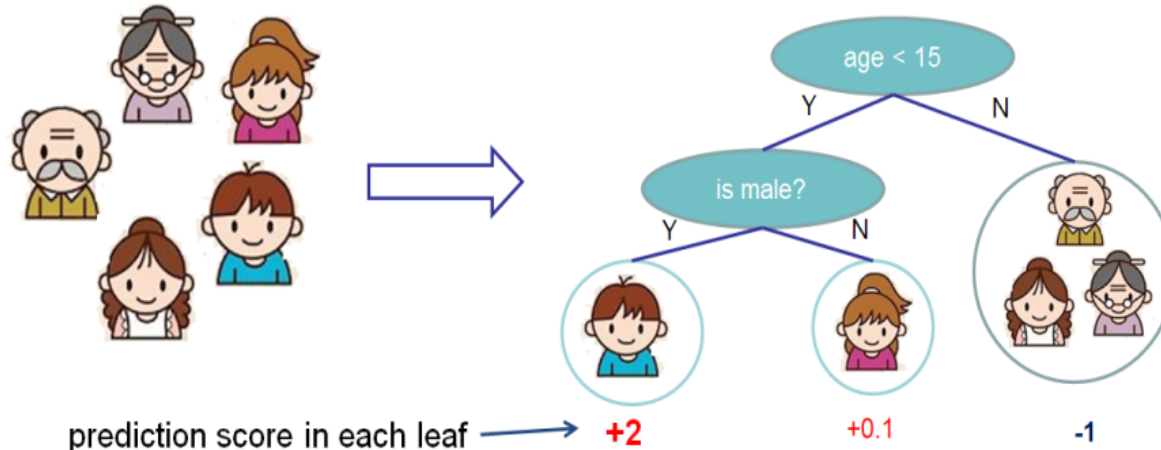 age < 15
Y
N
is male?
Y
N
prediction score in each leaf
+2
+0.1
-1